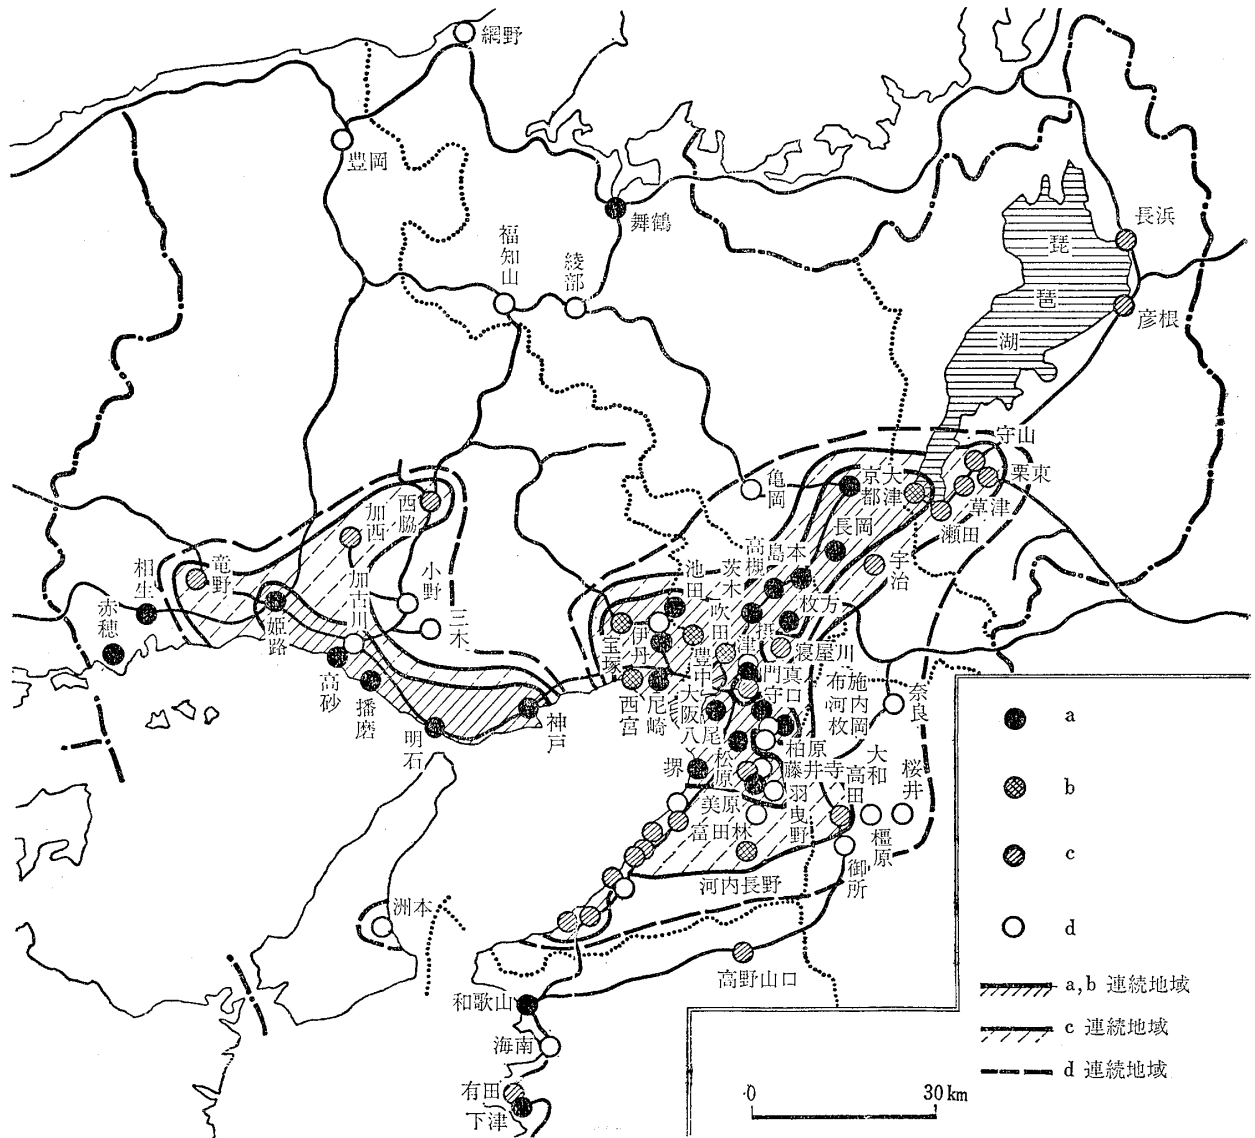 網野
豊岡
舞鶴
福知山
綾部
長浜
琵琶湖
彦根
守山
栗東
草津
瀬田
大津
京都
亀岡
長岡
宇治
島本
高槻
茨木
枚方
池田
吹田
摂津
寝屋川
伊丹
宝塚
豊中
門真
守口
大阪
八尾
尼崎
西宮
布施
河内
枚岡
奈良
西脇
加西
竜野
相生
赤穂
姫路
加古川
小野
三木
高砂
播磨
明石
神戸
堺
松原
柏原
藤井寺
美原
羽曳野
富田林
高田
大和
桜井
橿原
御所
河内長野
洲本
高野山口
和歌山
海南
有田
下津
a
b
c
d
a,b 連続地域
c 連続地域
d 連続地域
0 30km